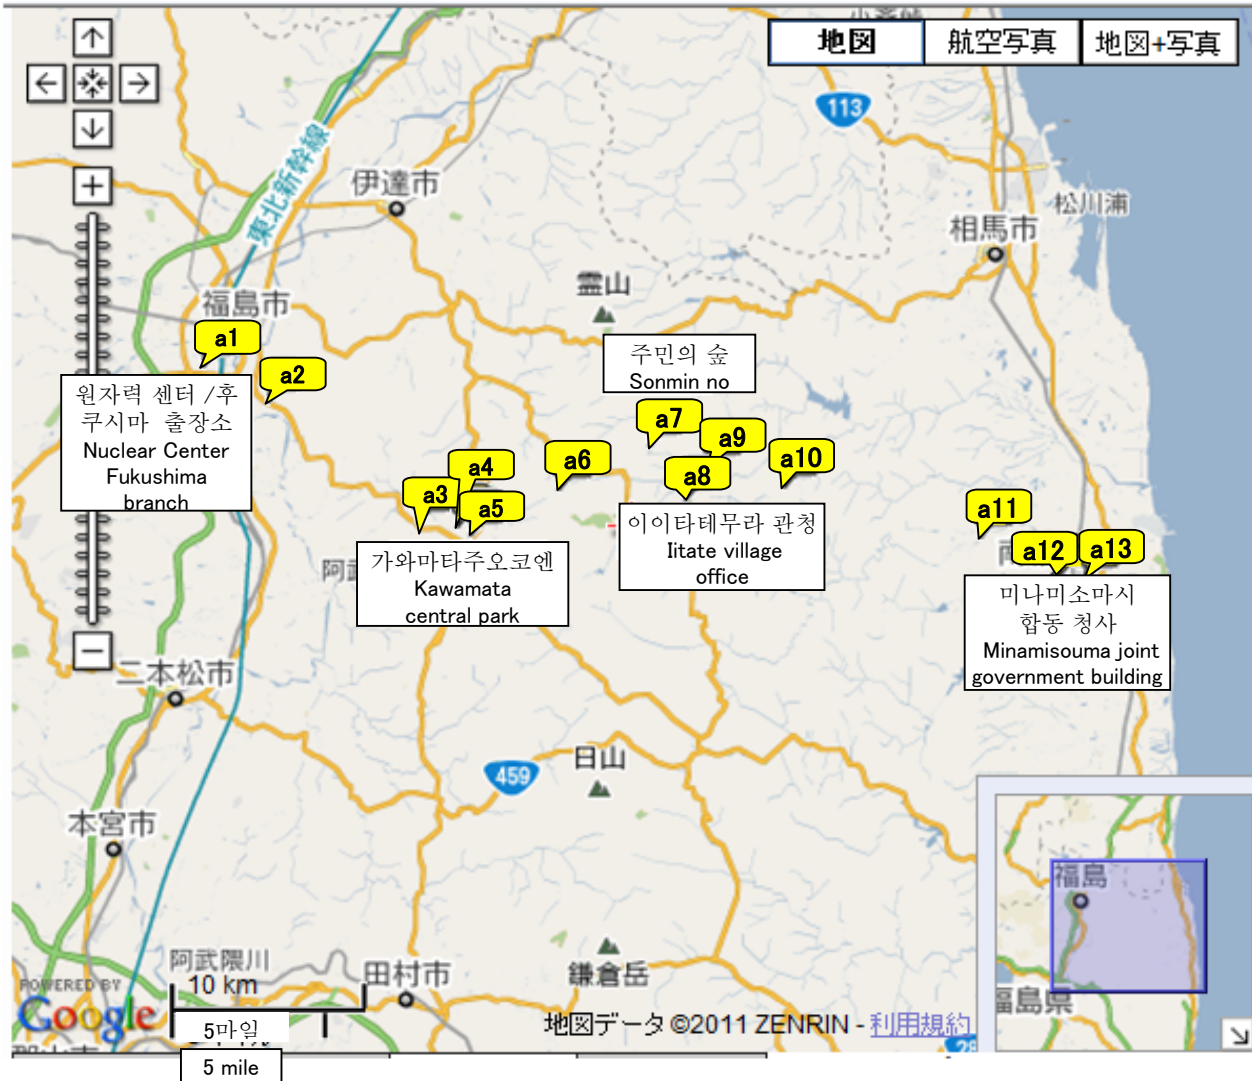 地図
航空写真
地図+写真
113
東北新幹線
伊達市
松川浦
相馬市
霊山
福島市
a1
주민의 숲
Sonmin no
a2
원자력 센터 /후
쿠시마 출장소
Nuclear Center
Fukushima
branch
a7
a9
a4
a6
a10
a8
a3
a5
a11
이이타테무라 관청
Iitate village
office
a12
a13
가와마타주오코엔
Kawamata
central park
미나미소마시
합동 청사
Minamisouma joint
government building
二本松市
日山
459
本宮市
福島
阿武隈川
田村市
鎌倉岳
POWERED BY
Google
10 km
5마일
5 mile
地図データ ©2011 ZENRIN - 利用規約
福島県